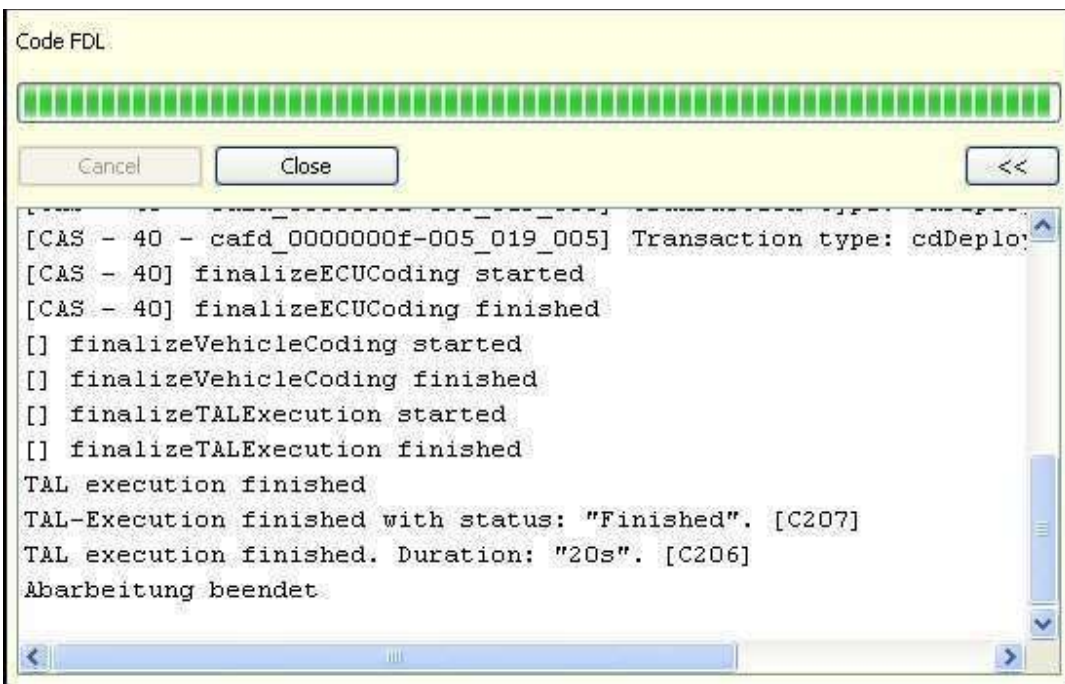 Code FDL
Cancel
Close
<<
[CAS - 40 - cafd_0000000f-005_019_005] Transaction type: cdDeploy
[CAS - 40] finalizeECUCoding started
[CAS - 40] finalizeECUCoding finished
[] finalizeVehicleCoding started
[] finalizeVehicleCoding finished
[] finalizeTALExecution started
[] finalizeTALExecution finished
TAL execution finished
TAL-Execution finished with status: "Finished". [C207]
TAL execution finished. Duration: "20s". [C206]
Abarbeitung beendet